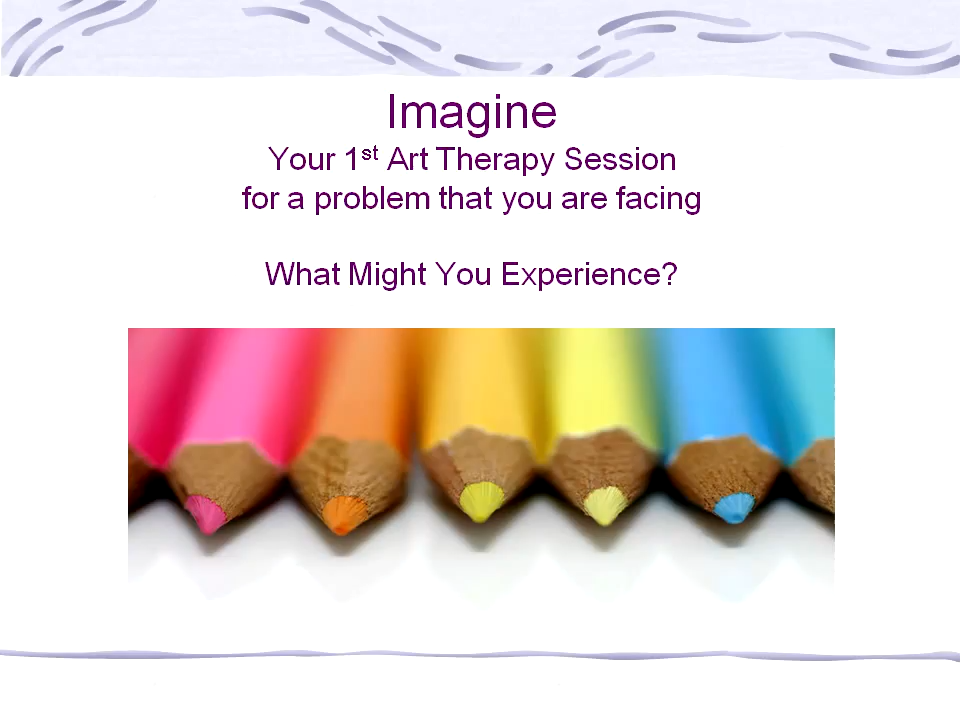 Imagine
Your 1st Art Therapy Session
for a problem that you are facing
What Might You Experience?